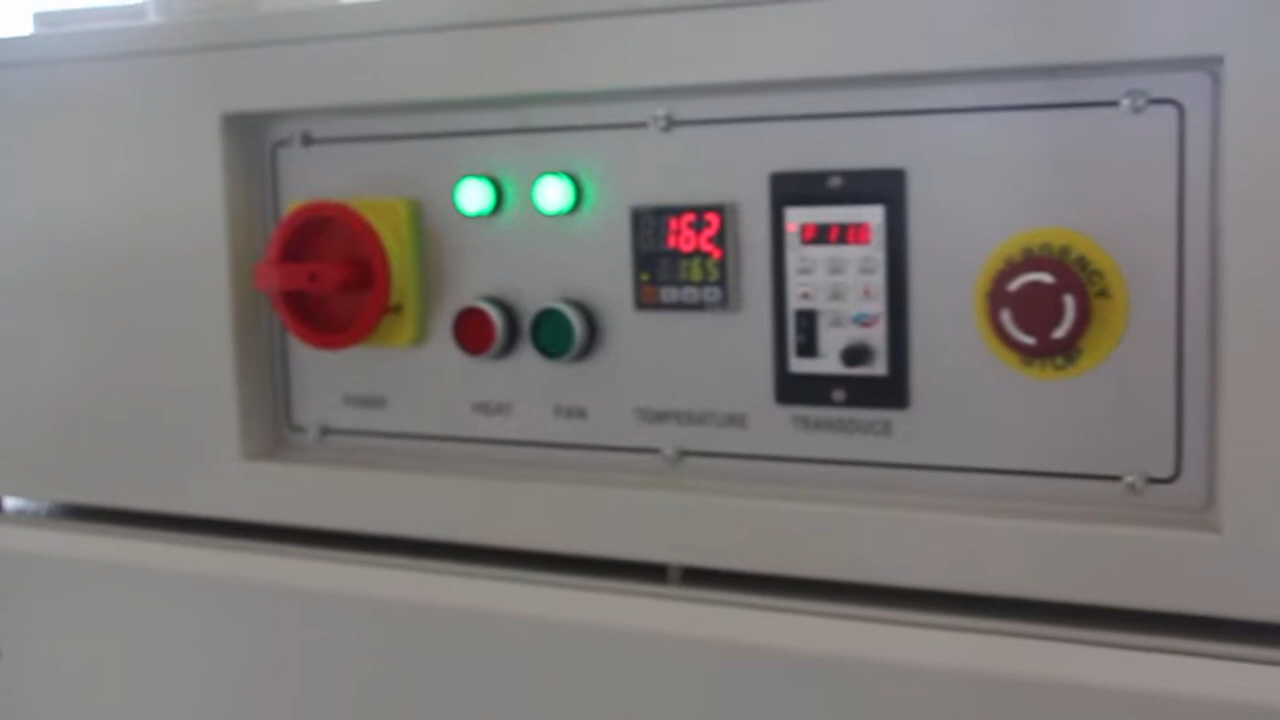 162
165
EMERGENCY
STOP
POWER
HEAT
FAN
TEMPERATURE
TRANSDUCE